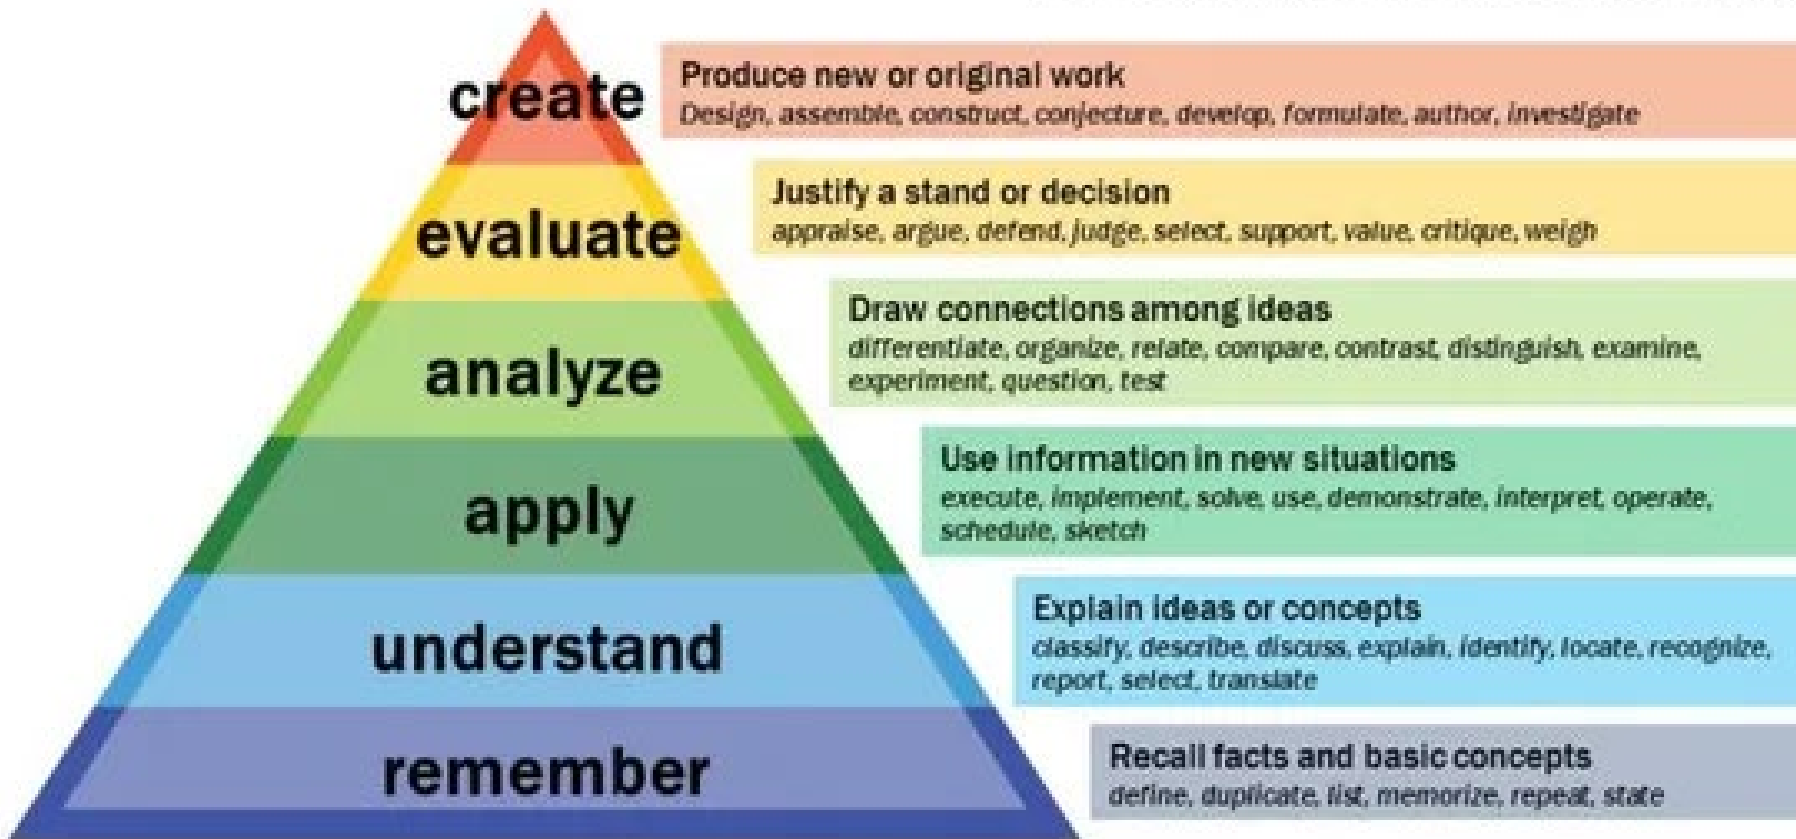 create
Produce new or original work
Design, assemble, construct, conjecture, develop, formulate, author, investigate
evaluate
Justify a stand or decision
appraise, argue, defend, judge, select, support, value, critique, weigh
analyze
Draw connections among ideas
differentiate, organize, relate, compare, contrast, distinguish, examine,
experiment, question, test
apply
Use information in new situations
execute, implement, solve, use, demonstrate, interpret, operate,
schedule, sketch
understand
Explain ideas or concepts
classify, describe, discuss, explain, identify, locate, recognize,
report, select, translate
remember
Recall facts and basic concepts
define, duplicate, list, memorize, repeat, state